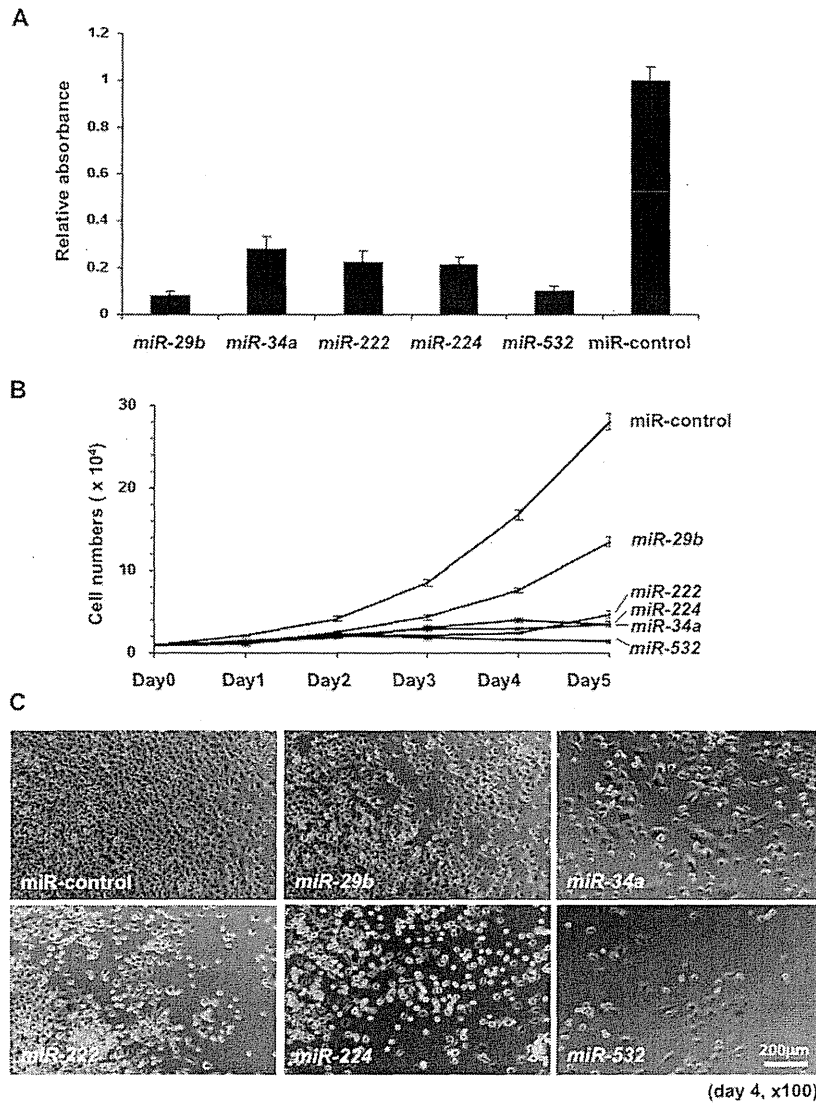 A
Relative absorbance
1.2
1
0.8
0.6
0.4
0.2
0
miR-29b miR-34a miR-222 miR-224 miR-532 miR-control
B
Cell numbers ( x 10⁴)
30
20
10
0
miR-control
miR-29b
miR-222
miR-224
miR-34a
miR-532
Day0 Day1 Day2 Day3 Day4 Day5
C
miR-control miR-29b miR-34a
miR-222 miR-224 miR-532
200μm
(day 4, x100)